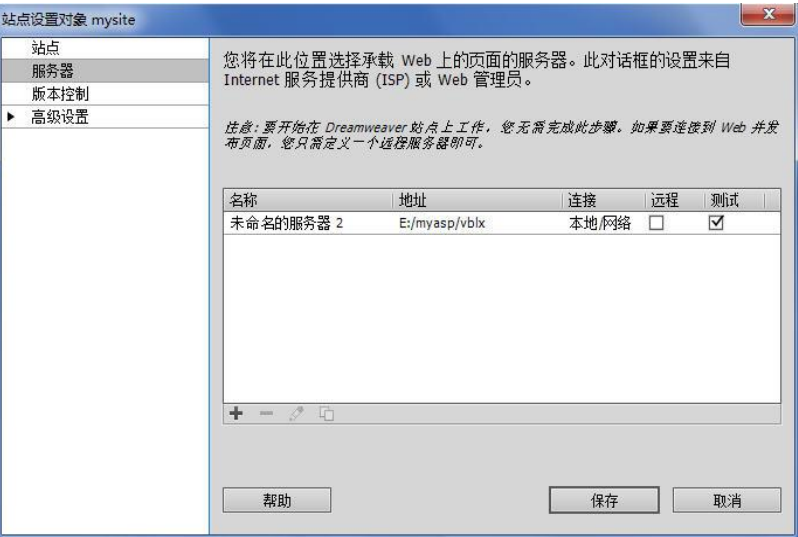 站点设置对象 mysite
站点
服务器
版本控制
高级设置
您将在此位置选择承载 Web 上的页面的服务器。此对话框的设置来自
Internet 服务提供商 (ISP) 或 Web 管理员。
注意:要开始在 Dreamweaver 站点上工作，您无需完成此步骤。如果要连接到 Web 并发
布页面，您只需定义一个远程服务器即可。
名称 地址 连接 远程 测试
未命名的服务器 2 E:/myasp/vblx 本地/网络
帮助 保存 取消